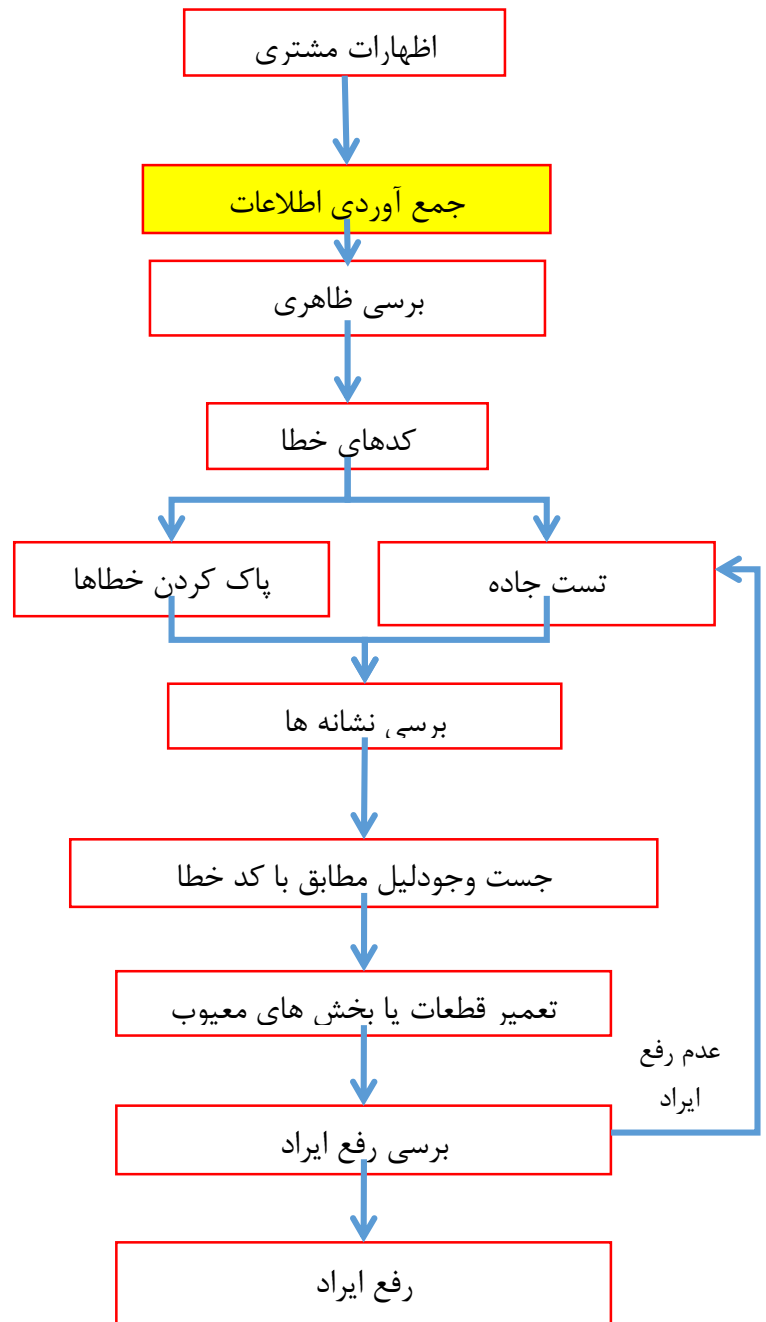 اظهارات مشتری
جمع آوردی اطلاعات
برسی ظاهری
کدهای خطا
تست جاده
پاک کردن خطاها
برسی نشانه ها
جست وجودلیل مطابق با کد خطا
تعمیر قطعات یا بخش های معیوب
عدم رفع
ایراد
برسی رفع ایراد
رفع ایراد